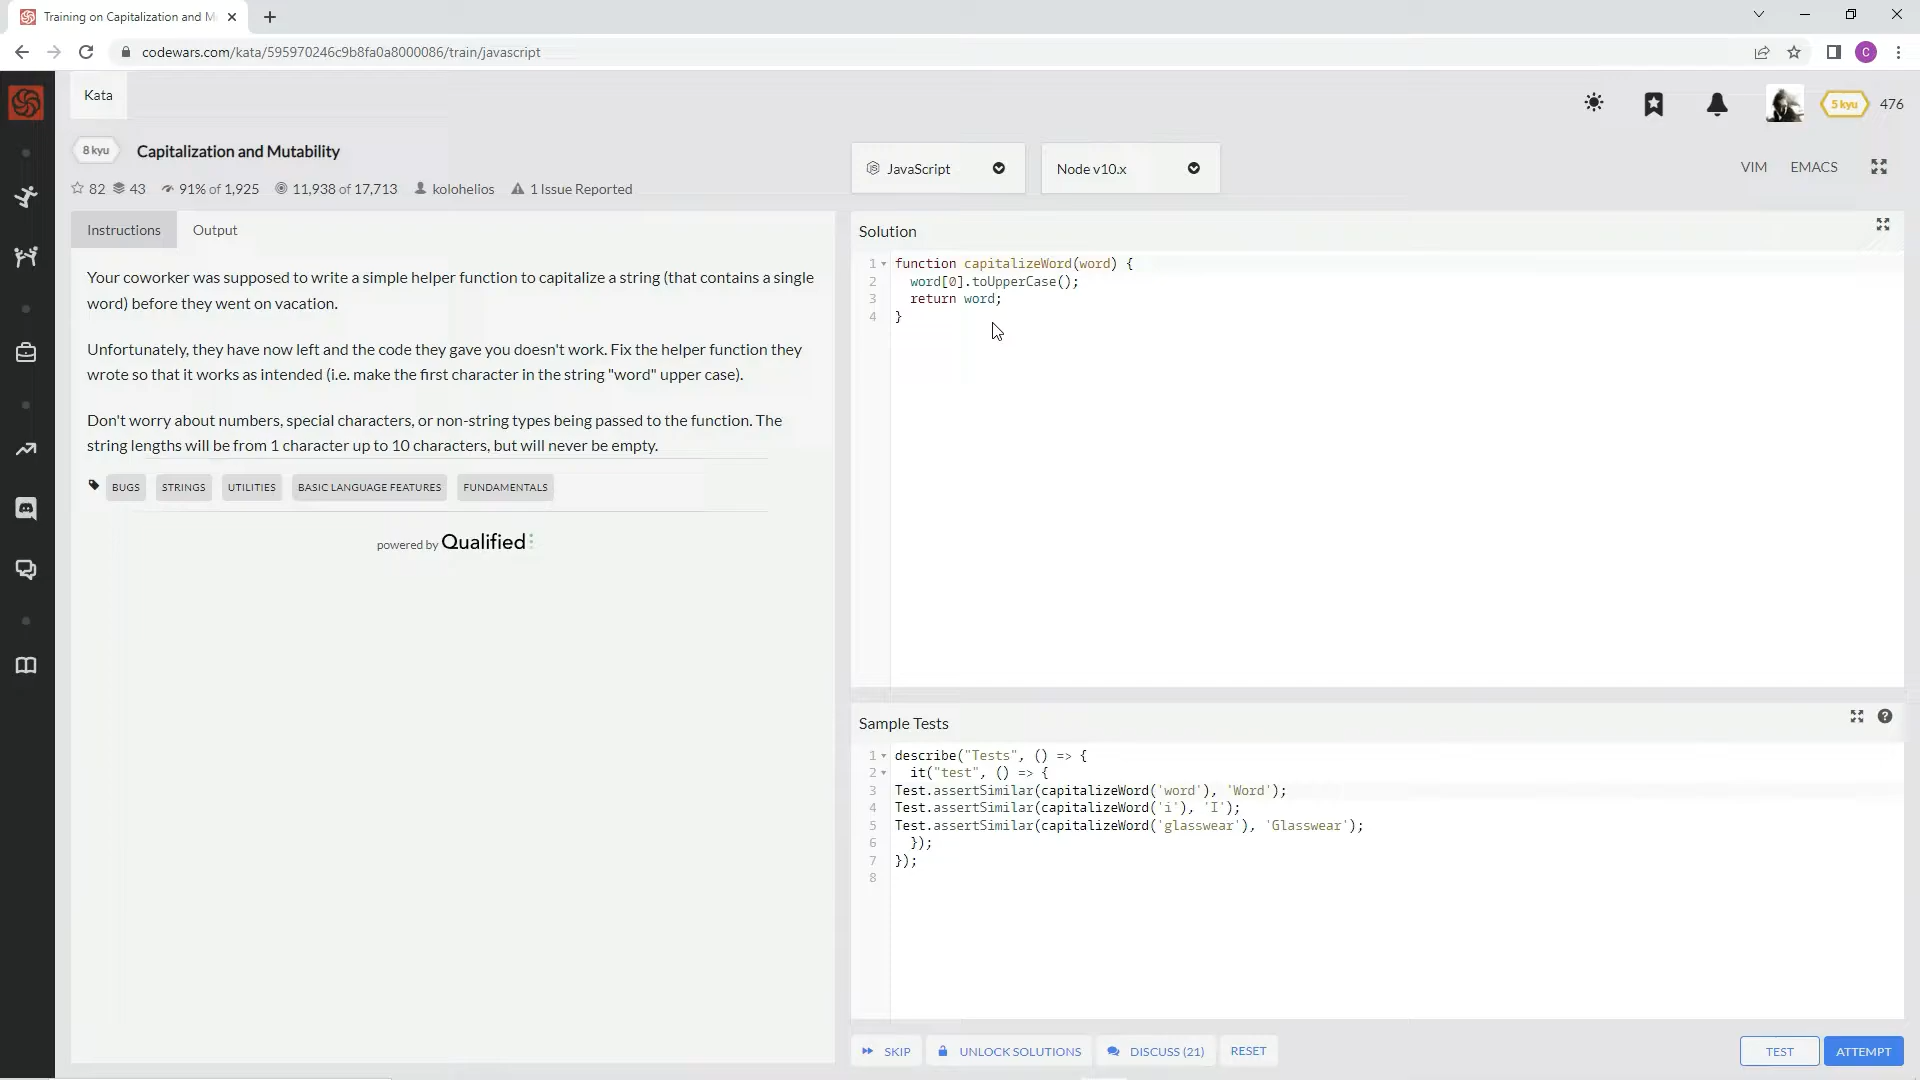 Training on Capitalization and M
codewars.com/kata/595970246c9b8fa0a8000086/train/javascript
C
Kata
5 kyu
476
8 kyu
Capitalization and Mutability
82
43
91% of 1,925
11,938 of 17,713
kolohelios
1 Issue Reported
JavaScript
Node v10.x
VIM
EMACS
Instructions
Output
Your coworker was supposed to write a simple helper function to capitalize a string (that contains a single
word) before they went on vacation.
Unfortunately, they have now left and the code they gave you doesn't work. Fix the helper function they
wrote so that it works as intended (i.e. make the first character in the string "word" upper case).
Don't worry about numbers, special characters, or non-string types being passed to the function. The
string lengths will be from 1 character up to 10 characters, but will never be empty.
BUGS
STRINGS
UTILITIES
BASIC LANGUAGE FEATURES
FUNDAMENTALS
powered by Qualified
Solution
1 function capitalizeWord(word) {
2 word[0].toUpperCase();
3 return word;
4 }
Sample Tests
1 describe("Tests", () => {
2 it("test", () => {
3 Test.assertSimilar(capitalizeWord('word'), 'Word');
4 Test.assertSimilar(capitalizeWord('i'), 'I');
5 Test.assertSimilar(capitalizeWord('glasswear'), 'Glasswear');
6 });
7 });
8
SKIP
UNLOCK SOLUTIONS
DISCUSS (21)
RESET
TEST
ATTEMPT